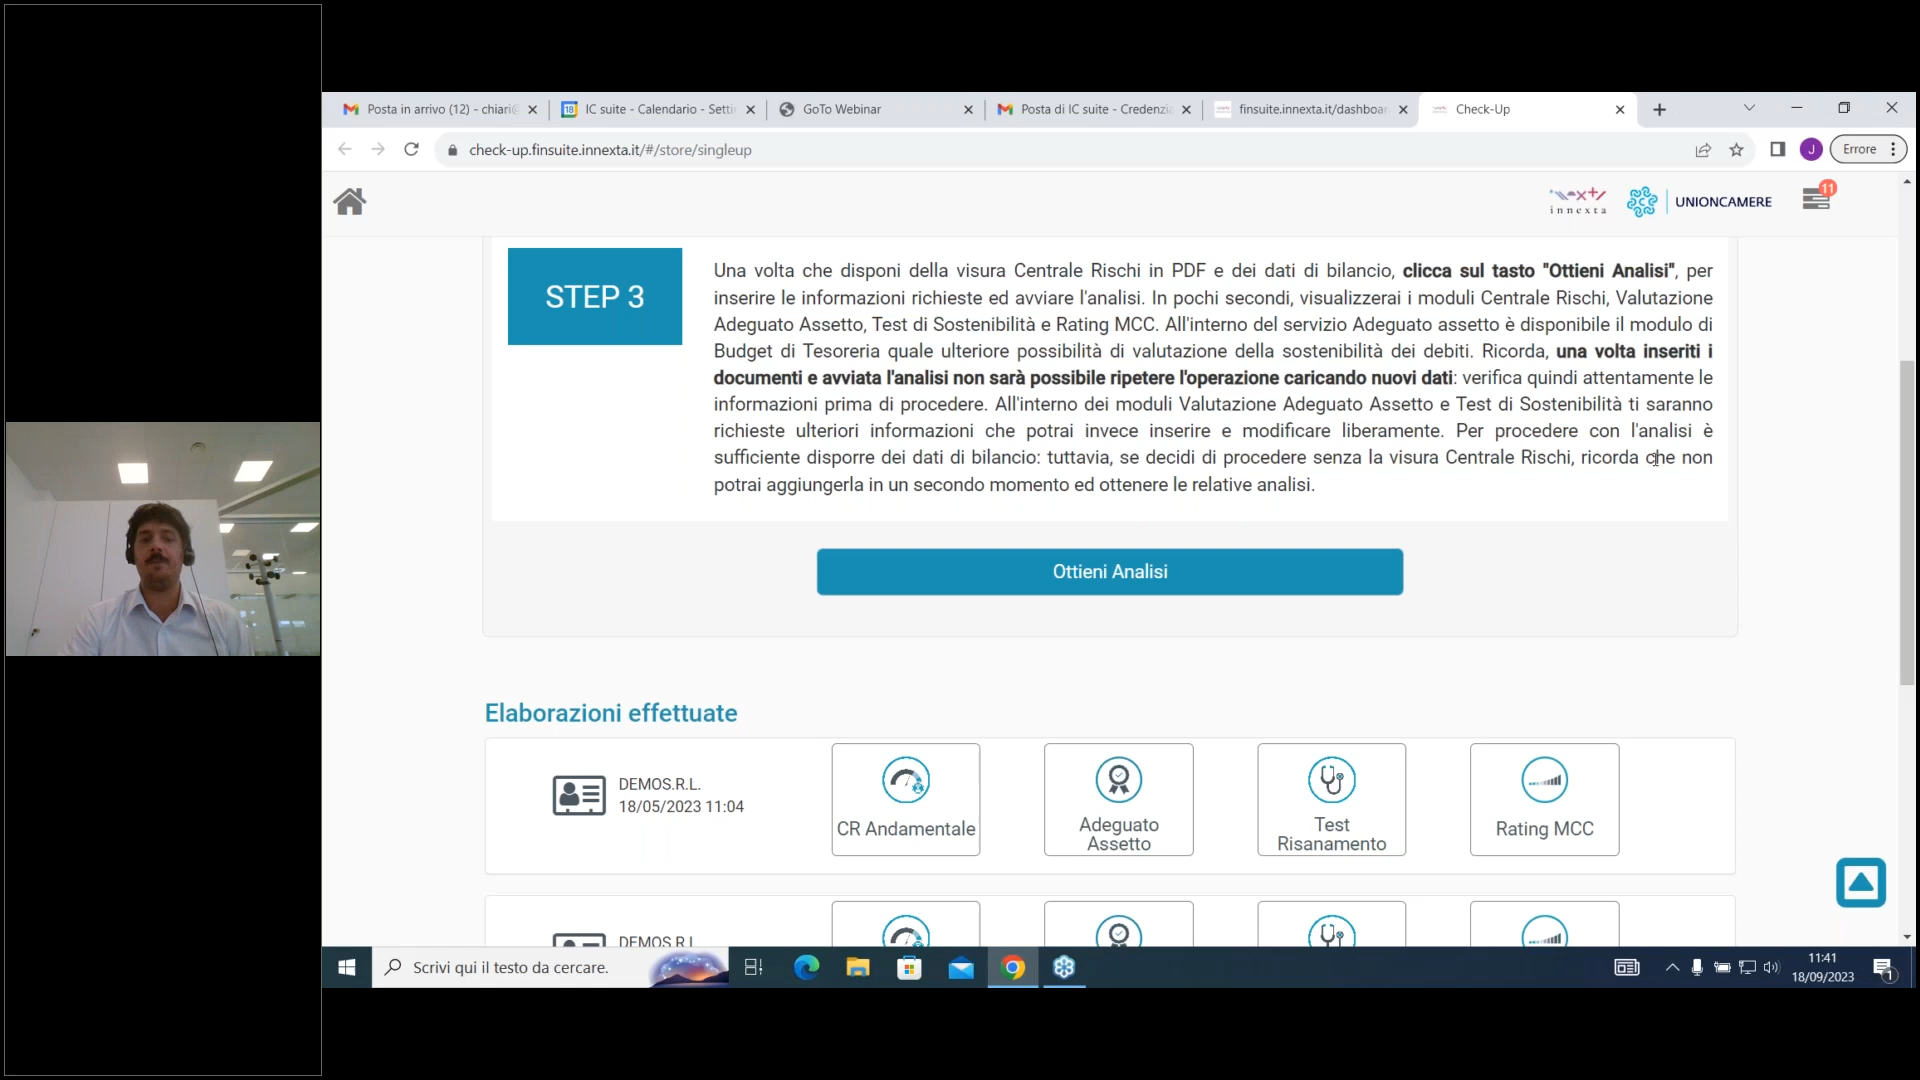 Posta in arrivo (12) - chiari@
IC suite - Calendario - Setti
GoTo Webinar
Posta di IC suite - Credenzia
finsuite.innexta.it/dashboar
Check-Up
check-up.finsuite.innexta.it/#/store/singleup
J
Errore
innexta
UNIONCAMERE
11
STEP 3
Una volta che disponi della visura Centrale Rischi in PDF e dei dati di bilancio, clicca sul tasto "Ottieni Analisi", per
inserire le informazioni richieste ed avviare l'analisi. In pochi secondi, visualizzerai i moduli Centrale Rischi, Valutazione
Adeguato Assetto, Test di Sostenibilità e Rating MCC. All'interno del servizio Adeguato assetto è disponibile il modulo di
Budget di Tesoreria quale ulteriore possibilità di valutazione della sostenibilità dei debiti. Ricorda, una volta inseriti i
documenti e avviata l'analisi non sarà possibile ripetere l'operazione caricando nuovi dati: verifica quindi attentamente le
informazioni prima di procedere. All'interno dei moduli Valutazione Adeguato Assetto e Test di Sostenibilità ti saranno
richieste ulteriori informazioni che potrai invece inserire e modificare liberamente. Per procedere con l'analisi è
sufficiente disporre dei dati di bilancio: tuttavia, se decidi di procedere senza la visura Centrale Rischi, ricorda che non
potrai aggiungerla in un secondo momento ed ottenere le relative analisi.
Ottieni Analisi
Elaborazioni effettuate
DEMOS.R.L.
18/05/2023 11:04
CR Andamentale
Adeguato
Assetto
Test
Risanamento
Rating MCC
DEMOS.R.L.
Scrivi qui il testo da cercare.
11:41
18/09/2023
1